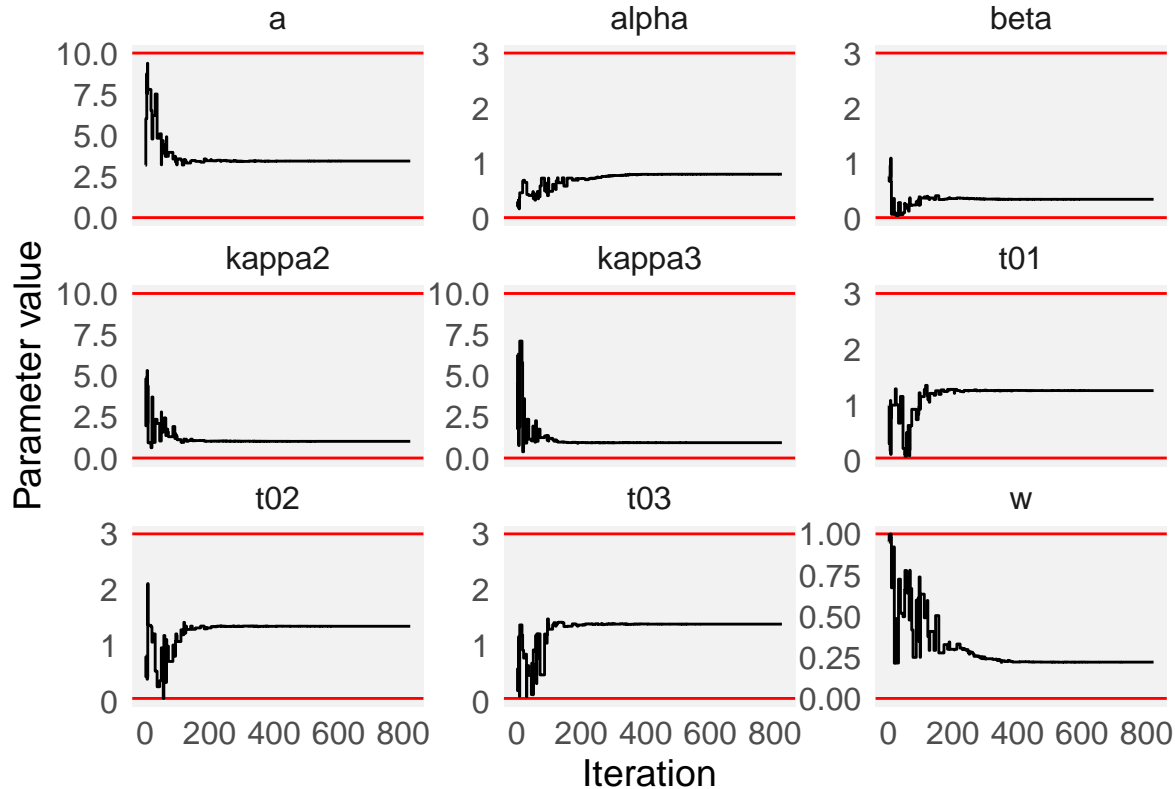 a alpha beta
10.0 3 3
7.5 2 2
5.0 1 1
2.5 0 0
0.0
kappa2 kappa3 t01
10.0 10.0 3
7.5 7.5 2
5.0 5.0 1
2.5 2.5 0
0.0 0.0
t02 t03 w
3 3 1.00
2 2 0.75
1 1 0.50
0 0 0.25
0.00
0 200 400 600 800 0 200 400 600 800 0 200 400 600 800
Parameter value
Iteration